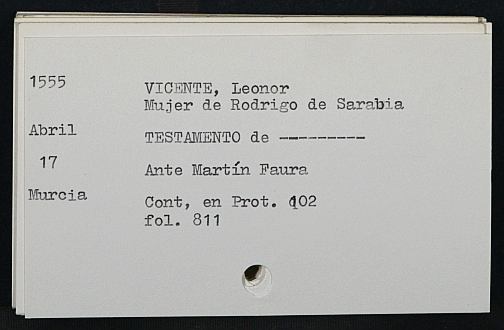 1555
VICENTE, Leonor
Mujer de Rodrigo de Sarabia
Abril
TESTAMENTO de ---------
17
Ante Martín Faura
Murcia
Cont, en Prot.
fol. 811